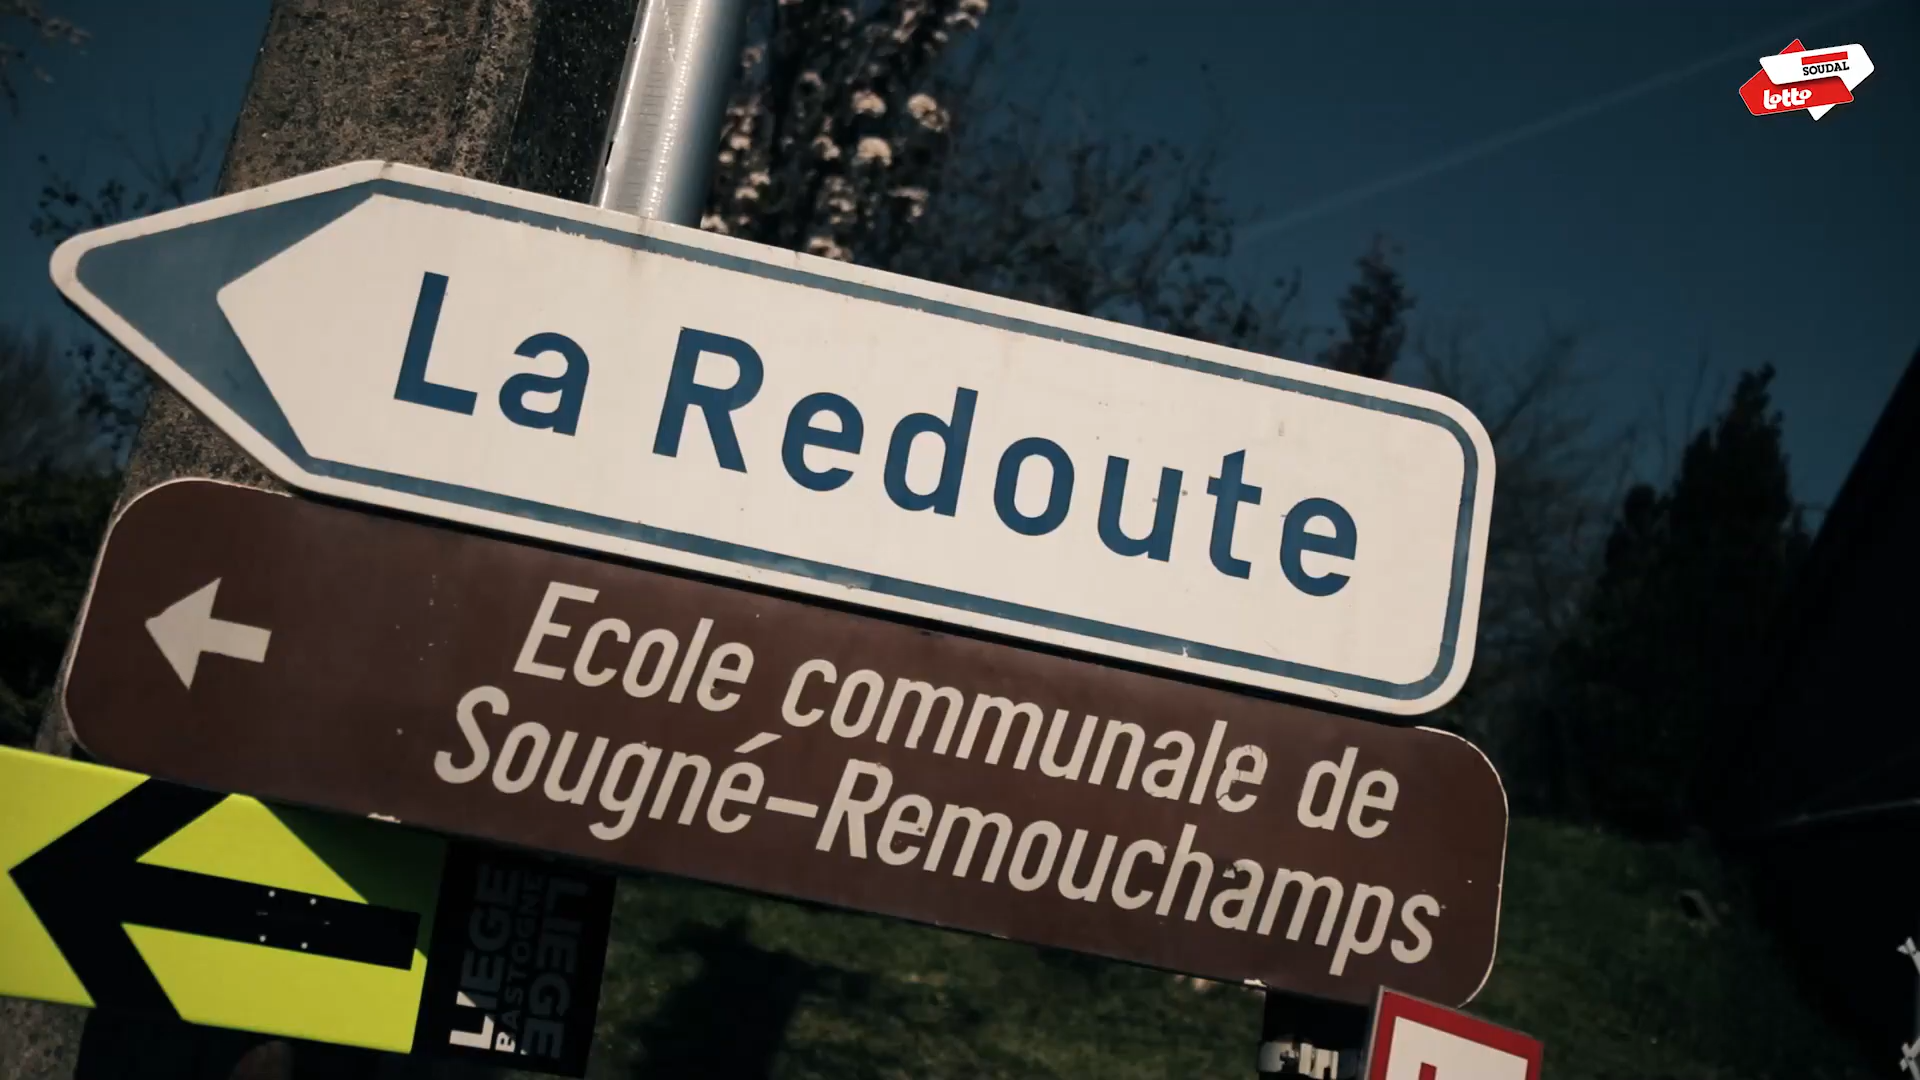 SOUDAL
Lotto
La Redoute
Ecole communale de
Sougné-Remouchamps
LIEGE
BASTOGNE
LIEGE